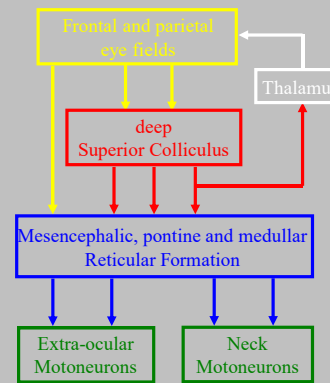 Frontal and parietal
eye fields
Thalamu
deep
Superior Colliculus
Mesencephalic, pontine and medullar
Reticular Formation
Extra-ocular
Motoneurons
Neck
Motoneurons